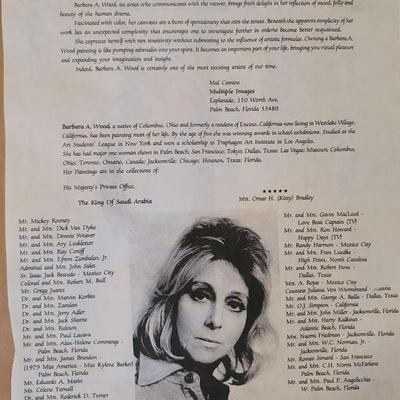 Barbara A. Wood, an artist who communicates with the viewer, brings fresh delights in her reflection of mood, folly and
beauty of the human drama.
Fascinated with color, her canvases are a burst of spontaneity that stirs the senses. Beneath the apparent simplicity of her
work lies an unexpected complexity that encourages one to investigate further in order to become better acquainted.
She expresses herself with rare sensitivity without submitting to the influence of artistic formulas. Owning a Barbara A.
Wood painting is like pumping adrenalin into your spirits. It becomes an important part of your life, bringing you visual pleasure
and expanding your imagination and insight.
Indeed, Barbara A. Wood is certainly one of the most exciting artists of our time.
Mal Camins
Multiple Images
Esplanade, 150 Worth Ave.
Palm Beach, Florida 33480
Barbara A. Wood, a native of Columbus, Ohio and formerly a resident of Encino, California now living in Westlake Village,
California, has been painting most of her life. By the age of five she was winning awards in school exhibitions. Studied at the
Art Students' League in New York and won a scholarship to Traphagen Art Institute in Los Angeles.
She has had major one woman shows in Palm Beach; San Francisco; Tokyo; Dallas, Texas; Las Vegas; Missouri; Columbus,
Ohio; Toronto, Ontario, Canada; Jacksonville; Chicago; Houston, Texas; Florida.
Her Paintings are in the collections of:
His Majesty's Private Office.
The King Of Saudi Arabia
*****
Mrs. Omar H. (Kitty) Bradley
Mr. Mickey Rooney
Mr. and Mrs. Dick Van Dyke
Mr. and Mrs. Dennis Weaver
Mr. and Mrs. Art Linkletter
Mr. and Mrs. Ray Coniff
Mr. and Mrs. Efrem Zimbalist, Jr.
Admiral and Mrs. John Sides
Sr. Isaac Jack Bezaudo - Mexico City
Colonel and Mrs. Robert M. Bull
Mr. Gregg Juarez
Dr. and Mrs. Marvin Korbin
Dr. and Mrs. Zarolan
Dr. and Mrs. Jerry Adler
Dr. and Mrs. Jack Sheene
Dr. and Mrs. Ralston
Mr. and Mrs. Paul Lacava
Mr. and Mrs. Alan-Helene Cummings -
Palm Beach, Florida
Mr. and Mrs. James Brandon -
(1979 Miss America - Miss Kylene Barker)
Palm Beach, Florida
Mr. Eduardo A. Marin
Ms. Celeste Yarnall
Dr. and Mrs. Roderick D. Turner
Mr. and Mrs. Gavin MacLeod -
Love Boat Captain (TV)
Mr. and Mrs. Ron Howard -
Happy Days (TV)
Mr. Randy Harmon - Mexico City
Mr. and Mrs. Fran Luedke -
High Point, North Carolina
Mr. and Mrs. Robert Irons -
Dallas, Texas
Mrs. A. Rojas - Mexico City
Countess Juliana Von Wurmbrand -
Mr. and Mrs. George A. Balla - Dallas, Texas
Mr. O.J. Simpson - California
Mr. and Mrs. John Miller - Jacksonville, Florida
Mr. and Mrs. Harry Kalkines -
Atlantic Beach, Florida
Ms. Naomi Friedman - Jacksonville, Florida
Mr. and Mrs. W.C. Norman, Jr. -
Jacksonville, Florida
Mr. Romeo Simard - San Francisco
Mr. and Mrs. C.H. Norris McFarlane
Palm Beach, Florida
Mr. and Mrs. Paul P. Angelicchio -
W. Palm Beach, Florida